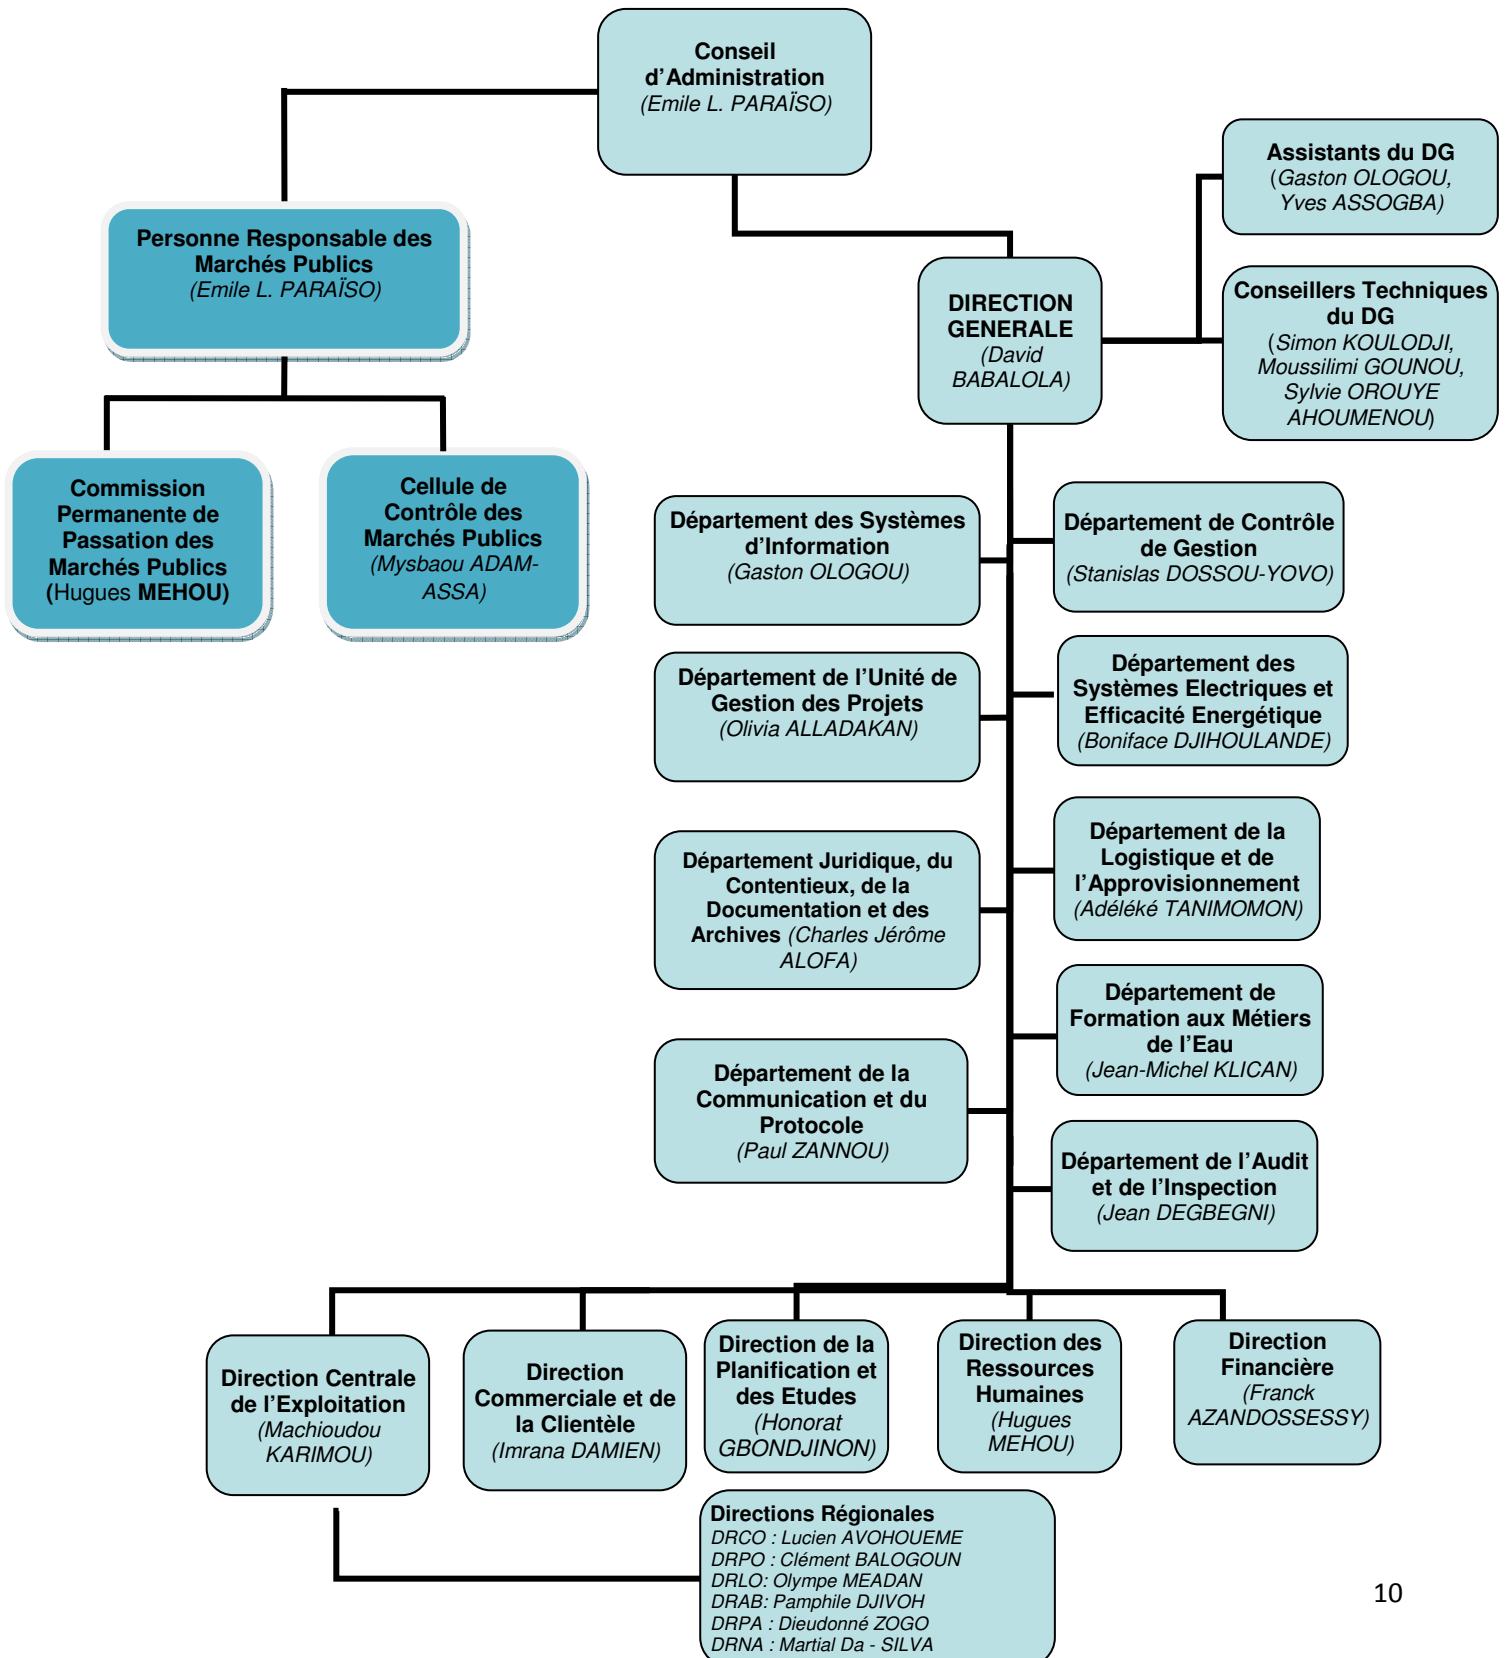 Conseil
d’Administration
(Emile L. PARAÏSO)
Assistants du DG
(Gaston OLOGOU,
Yves ASSOGBA)
Personne Responsable des
Marchés Publics
(Emile L. PARAÏSO)
DIRECTION
GENERALE
(David
BABALOLA)
Conseillers Techniques
du DG
(Simon KOULODJI,
Moussilimi GOUNOU,
Sylvie OROUYE
AHOUMENOU)
Commission
Permanente de
Passation des
Marchés Publics
(Hugues MEHOU)
Cellule de
Contrôle des
Marchés Publics
(Mysbaou ADAM-
ASSA)
Département des Systèmes
d’Information
(Gaston OLOGOU)
Département de Contrôle
de Gestion
(Stanislas DOSSOU-YOVO)
Département de l’Unité de
Gestion des Projets
(Olivia ALLADAKAN)
Département des
Systèmes Electriques et
Efficacité Energétique
(Boniface DJIHOULANDE)
Département Juridique, du
Contentieux, de la
Documentation et des
Archives (Charles Jérôme
ALOFA)
Département de la
Logistique et de
l’Approvisionnement
(Adéléké TANIMOMON)
Département de
Formation aux Métiers
de l’Eau
(Jean-Michel KLICAN)
Département de la
Communication et du
Protocole
(Paul ZANNOU)
Département de l’Audit
et de l’Inspection
(Jean DEGBEGNI)
Direction Centrale
de l’Exploitation
(Machioudou
KARIMOU)
Direction
Commerciale et de
la Clientèle
(Imrana DAMIEN)
Direction de la
Planification et
des Etudes
(Honorat
GBONDJINON)
Direction des
Ressources
Humaines
(Hugues
MEHOU)
Direction
Financière
(Franck
AZANDOSSESSY)
Directions Régionales
DRCO : Lucien AVOHOUEME
DRPO : Clément BALOGOUN
DRLO: Olympe MEADAN
DRAB: Pamphile DJIVOH
DRPA : Dieudonné ZOGO
DRNA : Martial Da - SILVA
10